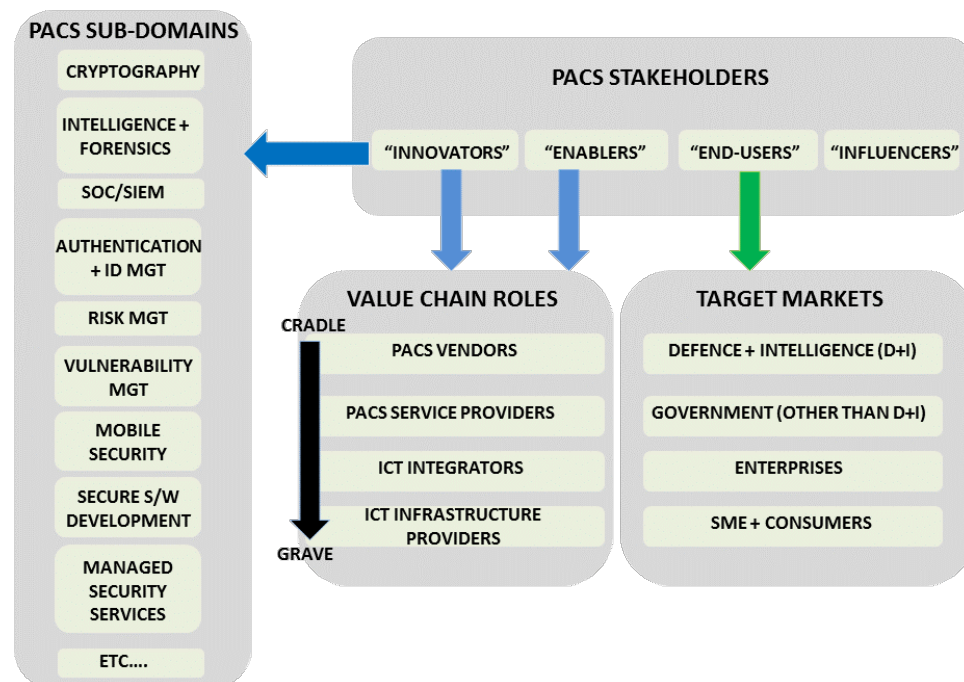 PACS SUB-DOMAINS
CRYPTOGRAPHY
INTELLIGENCE +
FORENSICS
SOC/SIEM
AUTHENTICATION
+ ID MGT
RISK MGT
VULNERABILITY
MGT
MOBILE
SECURITY
SECURE S/W
DEVELOPMENT
MANAGED
SECURITY
SERVICES
ETC....
PACS STAKEHOLDERS
“INNOVATORS”
“ENABLERS”
“END-USERS”
“INFLUENCERS”
VALUE CHAIN ROLES
CRADLE
PACS VENDORS
PACS SERVICE PROVIDERS
ICT INTEGRATORS
ICT INFRASTRUCTURE
PROVIDERS
GRAVE
TARGET MARKETS
DEFENCE + INTELLIGENCE (D+I)
GOVERNMENT (OTHER THAN D+I)
ENTERPRISES
SME + CONSUMERS